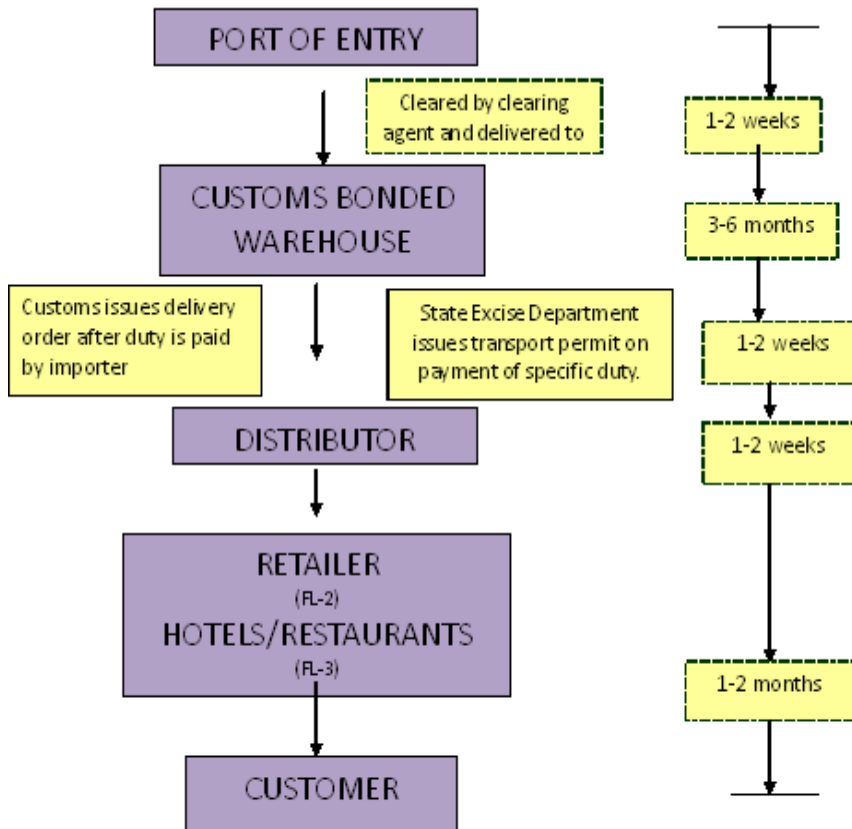 PORT OF ENTRY
Cleared by clearing
agent and delivered to
1-2 weeks
CUSTOMS BONDED
WAREHOUSE
3-6 months
Customs issues delivery
order after duty is paid
by importer
State Excise Department
issues transport permit on
payment of specific duty.
1-2 weeks
DISTRIBUTOR
1-2 weeks
RETAILER
(FL-2)
HOTELS/RESTAURANTS
(FL-3)
1-2 months
CUSTOMER